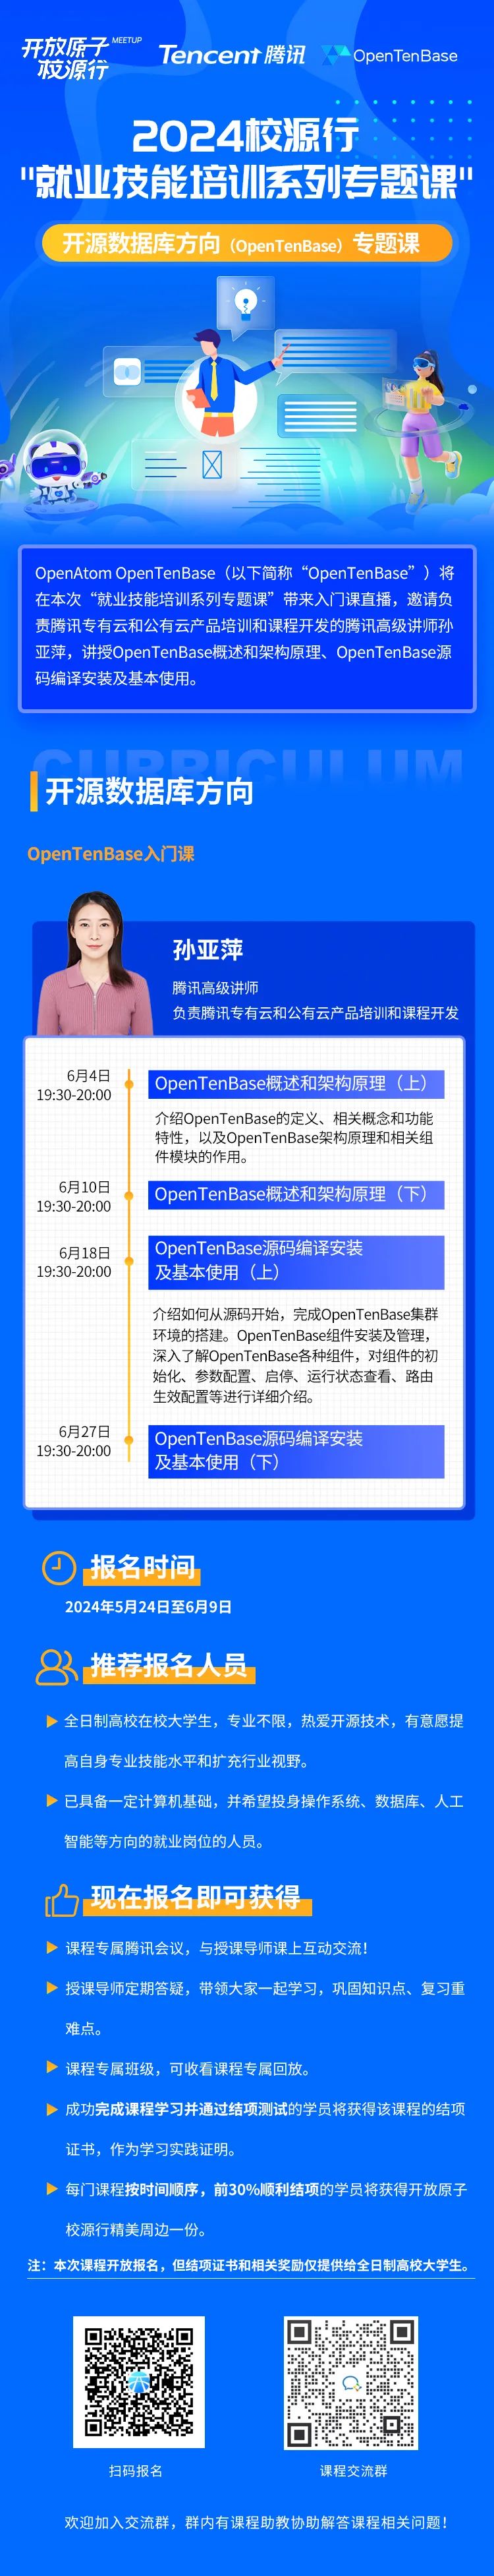 开放原子 MEETUP
校源行
Tencent 腾讯
OpenTenBase
2024校源行
"就业技能培训系列专题课"
开源数据库方向（OpenTenBase）专题课
OpenAtom OpenTenBase（以下简称“OpenTenBase”）将
在本次“就业技能培训系列专题课”带来入门课直播，邀请负
责腾讯专有云和公有云产品培训和课程开发的腾讯高级讲师孙
亚萍，讲授OpenTenBase概述和架构原理、OpenTenBase源
码编译安装及基本使用。
CURRICULUM
开源数据库方向
OpenTenBase入门课
孙亚萍
腾讯高级讲师
负责腾讯专有云和公有云产品培训和课程开发
6月4日
19:30-20:00
OpenTenBase概述和架构原理（上）
介绍OpenTenBase的定义、相关概念和功能
特性，以及OpenTenBase架构原理和相关组
件模块的作用。
6月10日
19:30-20:00
OpenTenBase概述和架构原理（下）
6月18日
19:30-20:00
OpenTenBase源码编译安装
及基本使用（上）
介绍如何从源码开始，完成OpenTenBase集群
环境的搭建。OpenTenBase组件安装及管理，
深入了解OpenTenBase各种组件，对组件的初
始化、参数配置、启停、运行状态查看、路由
生效配置等进行详细介绍。
6月27日
19:30-20:00
OpenTenBase源码编译安装
及基本使用（下）
报名时间
2024年5月24日至6月9日
推荐报名人员
全日制高校在校大学生，专业不限，热爱开源技术，有意愿提
高自身专业技能水平和扩充行业视野。
已具备一定计算机基础，并希望投身操作系统、数据库、人工
智能等方向的就业岗位的人员。
现在报名即可获得
课程专属腾讯会议，与授课导师课上互动交流！
授课导师定期答疑，带领大家一起学习，巩固知识点、复习重
难点。
课程专属班级，可收看课程专属回放。
成功完成课程学习并通过结项测试的学员将获得该课程的结项
证书，作为学习实践证明。
每门课程按时间顺序，前30%顺利结项的学员将获得开放原子
校源行精美周边一份。
注：本次课程开放报名，但结项证书和相关奖励仅提供给全日制高校大学生。
扫码报名
课程交流群
欢迎加入交流群，群内有课程助教协助解答课程相关问题！